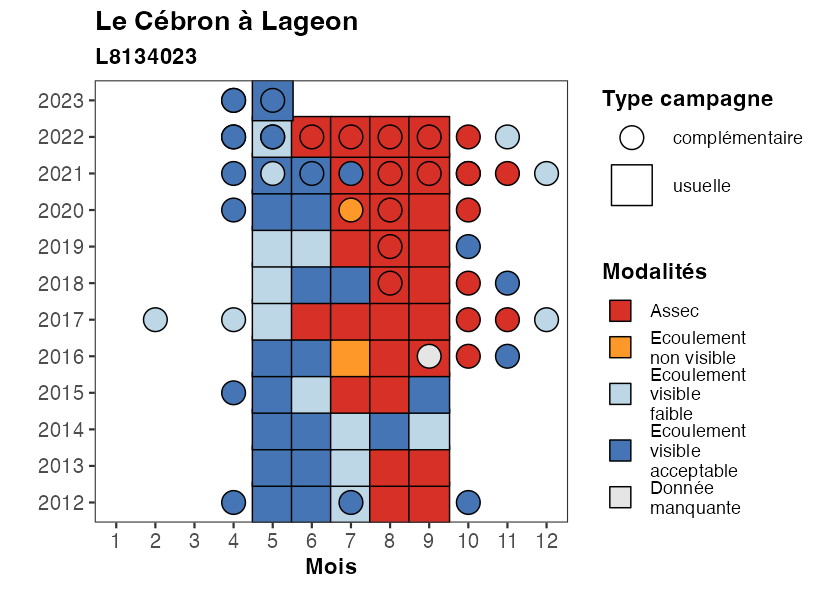 Le Cébron à Lageon
L8134023
2023
2022
2021
2020
2019
2018
2017
2016
2015
2014
2013
2012
1 2 3 4 5 6 7 8 9 10 11 12
Mois
Type campagne
complémentaire
usuelle
Modalités
Assec
Ecoulement
non visible
Ecoulement
visible
faible
Ecoulement
visible
acceptable
Donnée
manquante